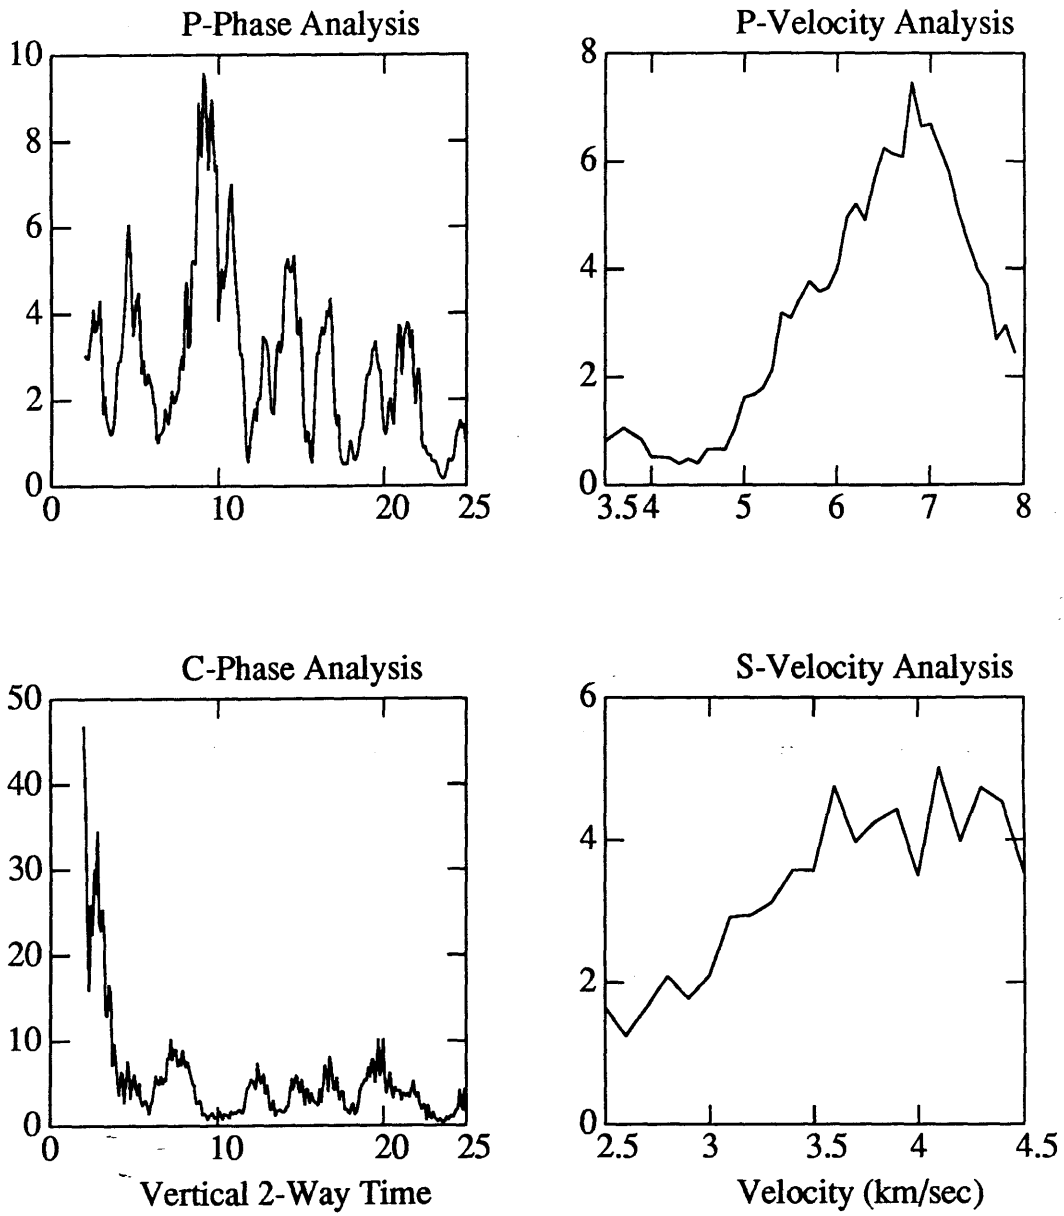 P-Phase Analysis
10
8
6
4
2
0
0 10 20 25
P-Velocity Analysis
8
6
4
2
0
3.5 4 5 6 7 8
C-Phase Analysis
50
40
30
20
10
0
0 10 20 25
Vertical 2-Way Time
S-Velocity Analysis
6
4
2
0
2.5 3 3.5 4 4.5
Velocity (km/sec)